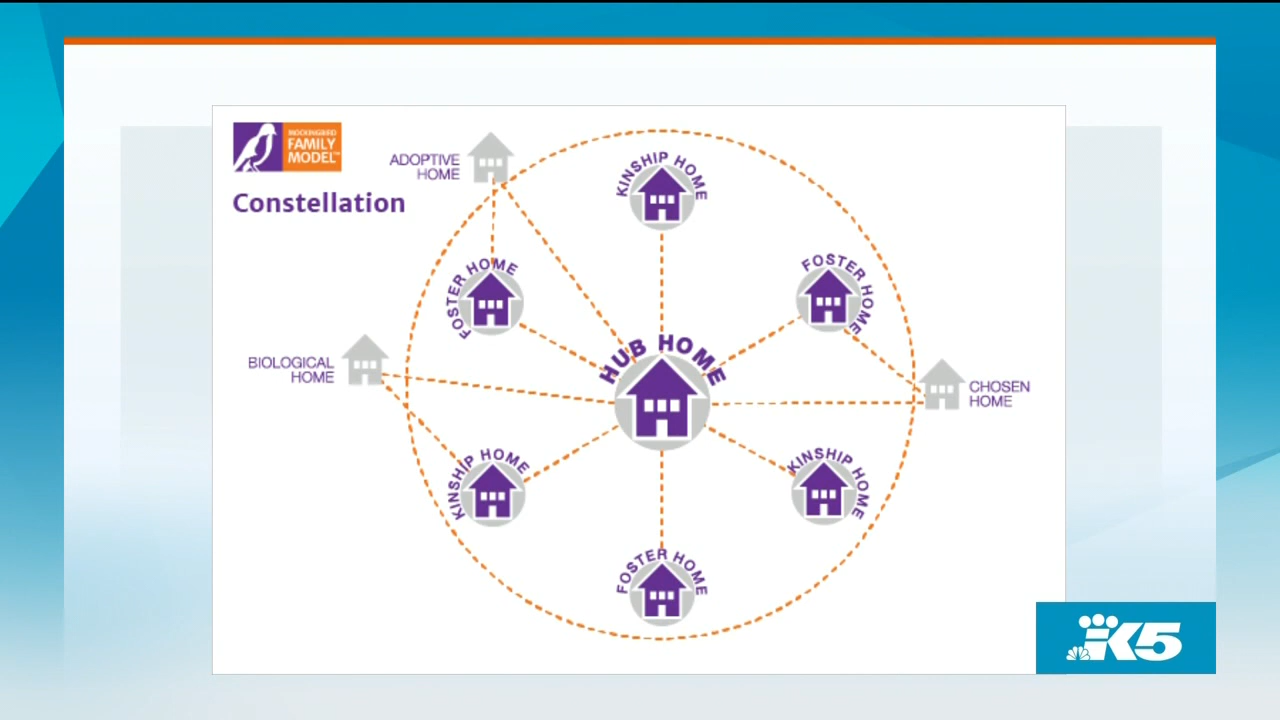 MOCKINGBIRD
FAMILY
MODEL™
Constellation
ADOPTIVE
HOME
KINSHIP HOME
FOSTER HOME
FOSTER HOME
HUB HOME
BIOLOGICAL
HOME
CHOSEN
HOME
KINSHIP HOME
KINSHIP HOME
FOSTER HOME
K5